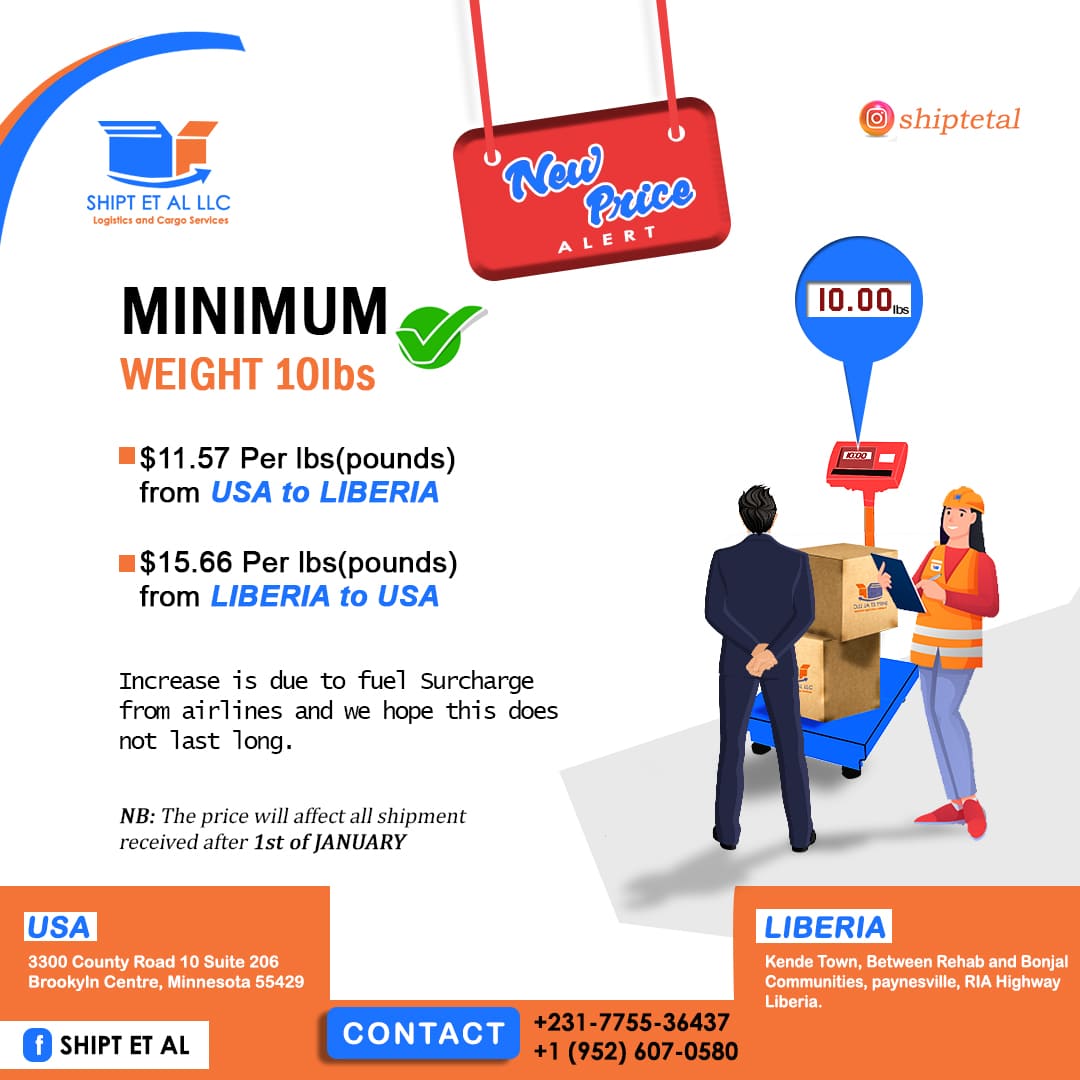 SHIPT ET AL LLC
Logistics and Cargo Services
New
Price
ALERT
shiptetal
MINIMUM
WEIGHT 10lbs
10.00lbs
10.00
$11.57 Per lbs(pounds)
from USA to LIBERIA
$15.66 Per lbs(pounds)
from LIBERIA to USA
Increase is due to fuel Surcharge
from airlines and we hope this does
not last long.
NB: The price will affect all shipment
received after 1st of JANUARY
USA
3300 County Road 10 Suite 206
Brookyln Centre, Minnesota 55429
f SHIPT ET AL
CONTACT
+231-7755-36437
+1 (952) 607-0580
LIBERIA
Kende Town, Between Rehab and Bonjal
Communities, paynesville, RIA Highway
Liberia.